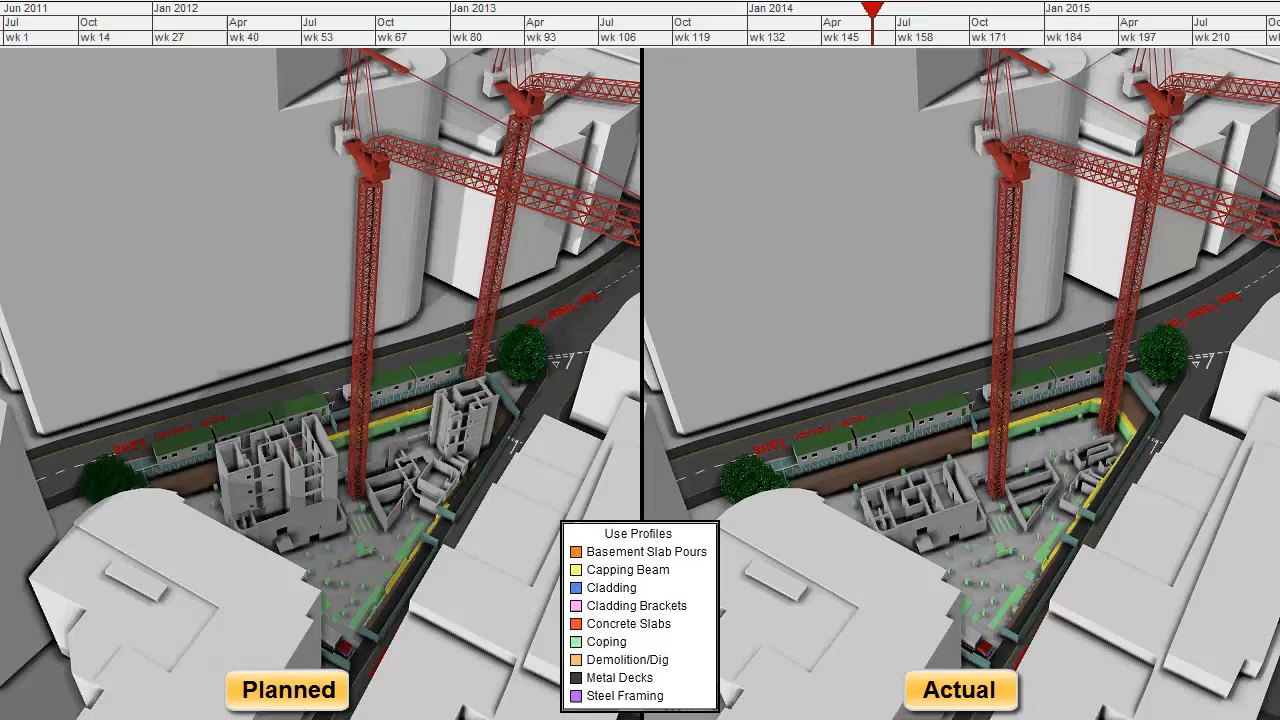 Jun 2011 Jan 2012 Jan 2013 Jan 2014 Jan 2015
Jul Oct Apr Jul Oct Apr Jul Oct Apr Jul Oct Apr Jul Oc
wk 1 wk 14 wk 27 wk 40 wk 53 wk 67 wk 80 wk 93 wk 106 wk 119 wk 132 wk 145 wk 158 wk 171 wk 184 wk 197 wk 210 wk
Use Profiles
Basement Slab Pours
Capping Beam
Cladding
Cladding Brackets
Concrete Slabs
Coping
Demolition/Dig
Metal Decks
Steel Framing
Planned
Actual